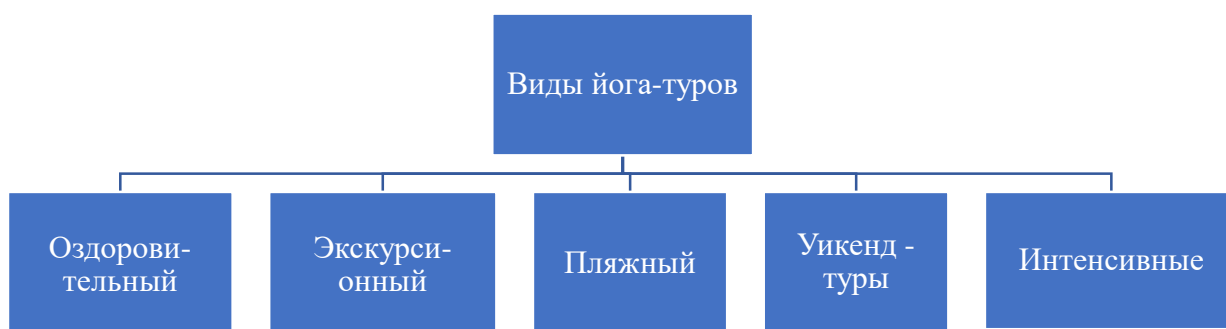 Виды йога-туров
Оздорови-
тельный
Экскурси-
онный
Пляжный
Уикенд -
туры
Интенсивные